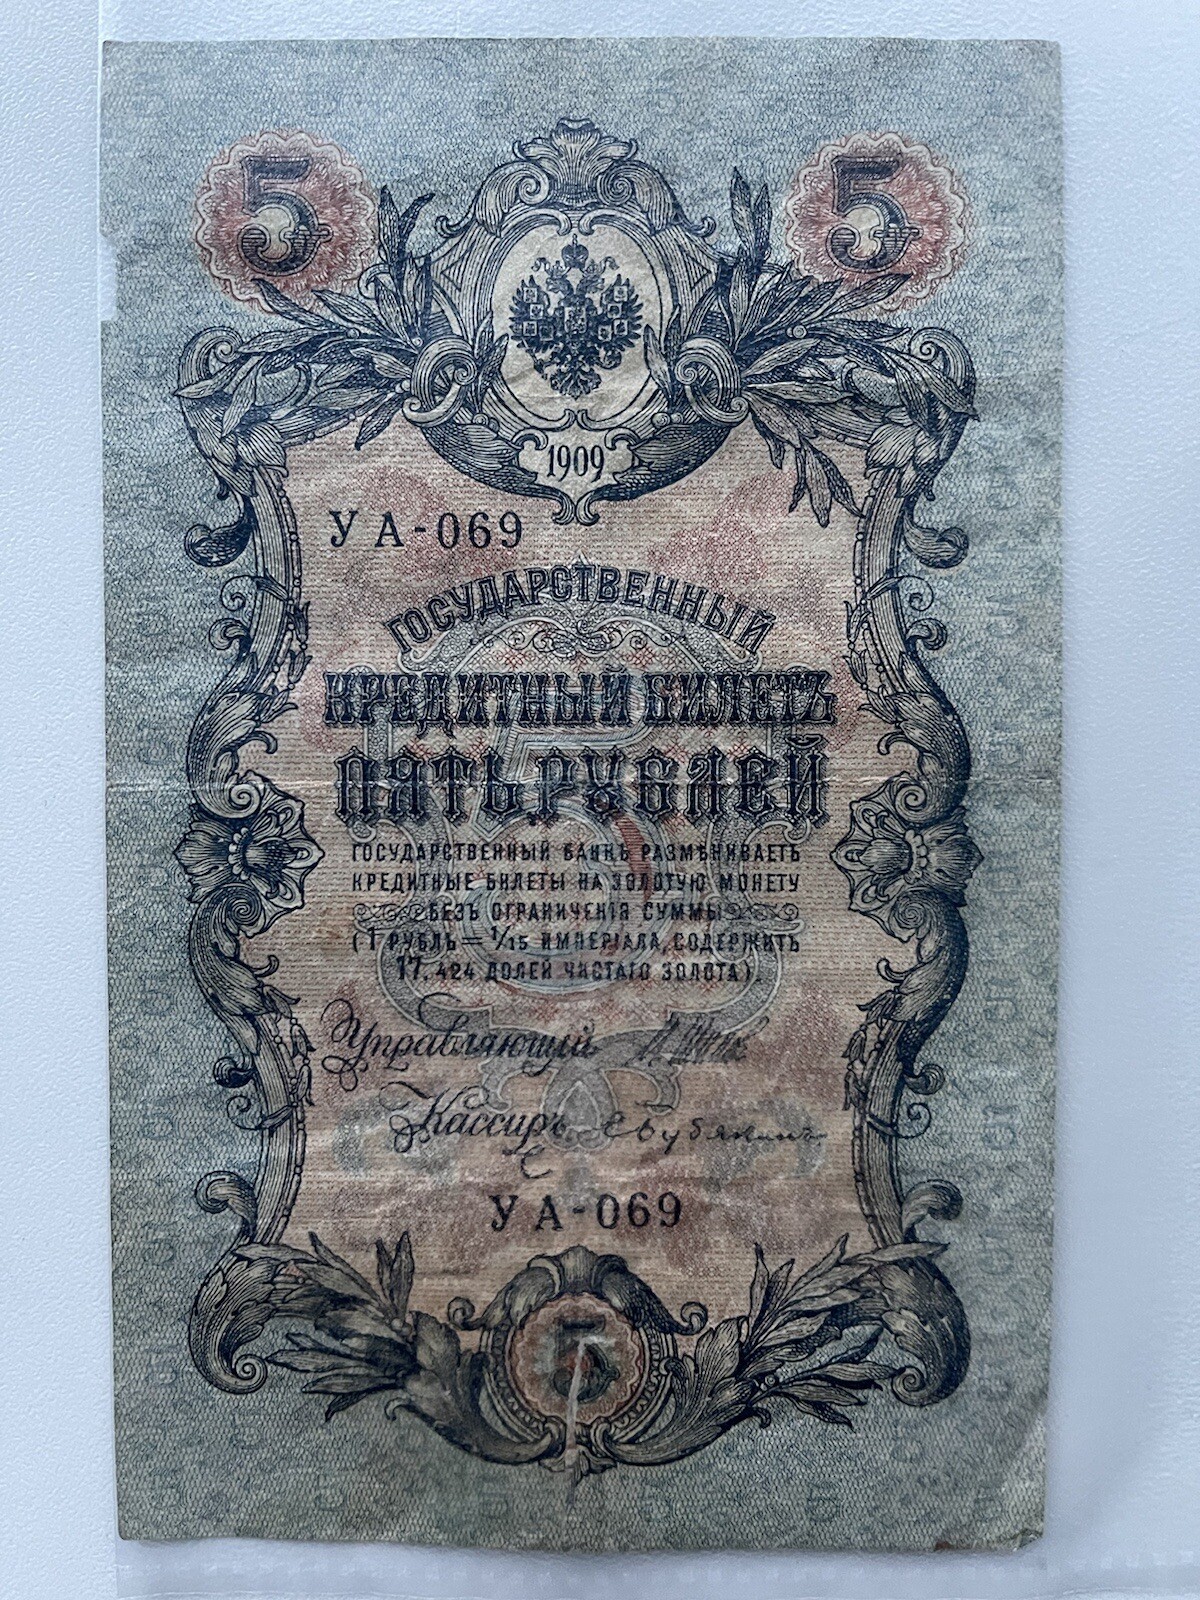 5 5
1909
УА-069
ГОСУДАРСТВЕННЫЙ
КРЕДИТНЫЙ БИЛЕТЪ
ПЯТЬ РУБЛЕЙ
ГОСУДАРСТВЕННЫЙ БАНКЪ РАЗМѢНИВАЕТЪ
КРЕДИТНЫЕ БИЛЕТЫ НА ЗОЛОТУЮ МОНЕТУ
БЕЗЪ ОГРАНИЧЕНІЯ СУММЫ
(1 РУБЛЬ = 1/15 ИМПЕРІАЛА, СОДЕРЖИТЪ
17,424 ДОЛЕЙ ЧИСТАГО ЗОЛОТА).
Управляющій
Кассиръ
УА-069
5